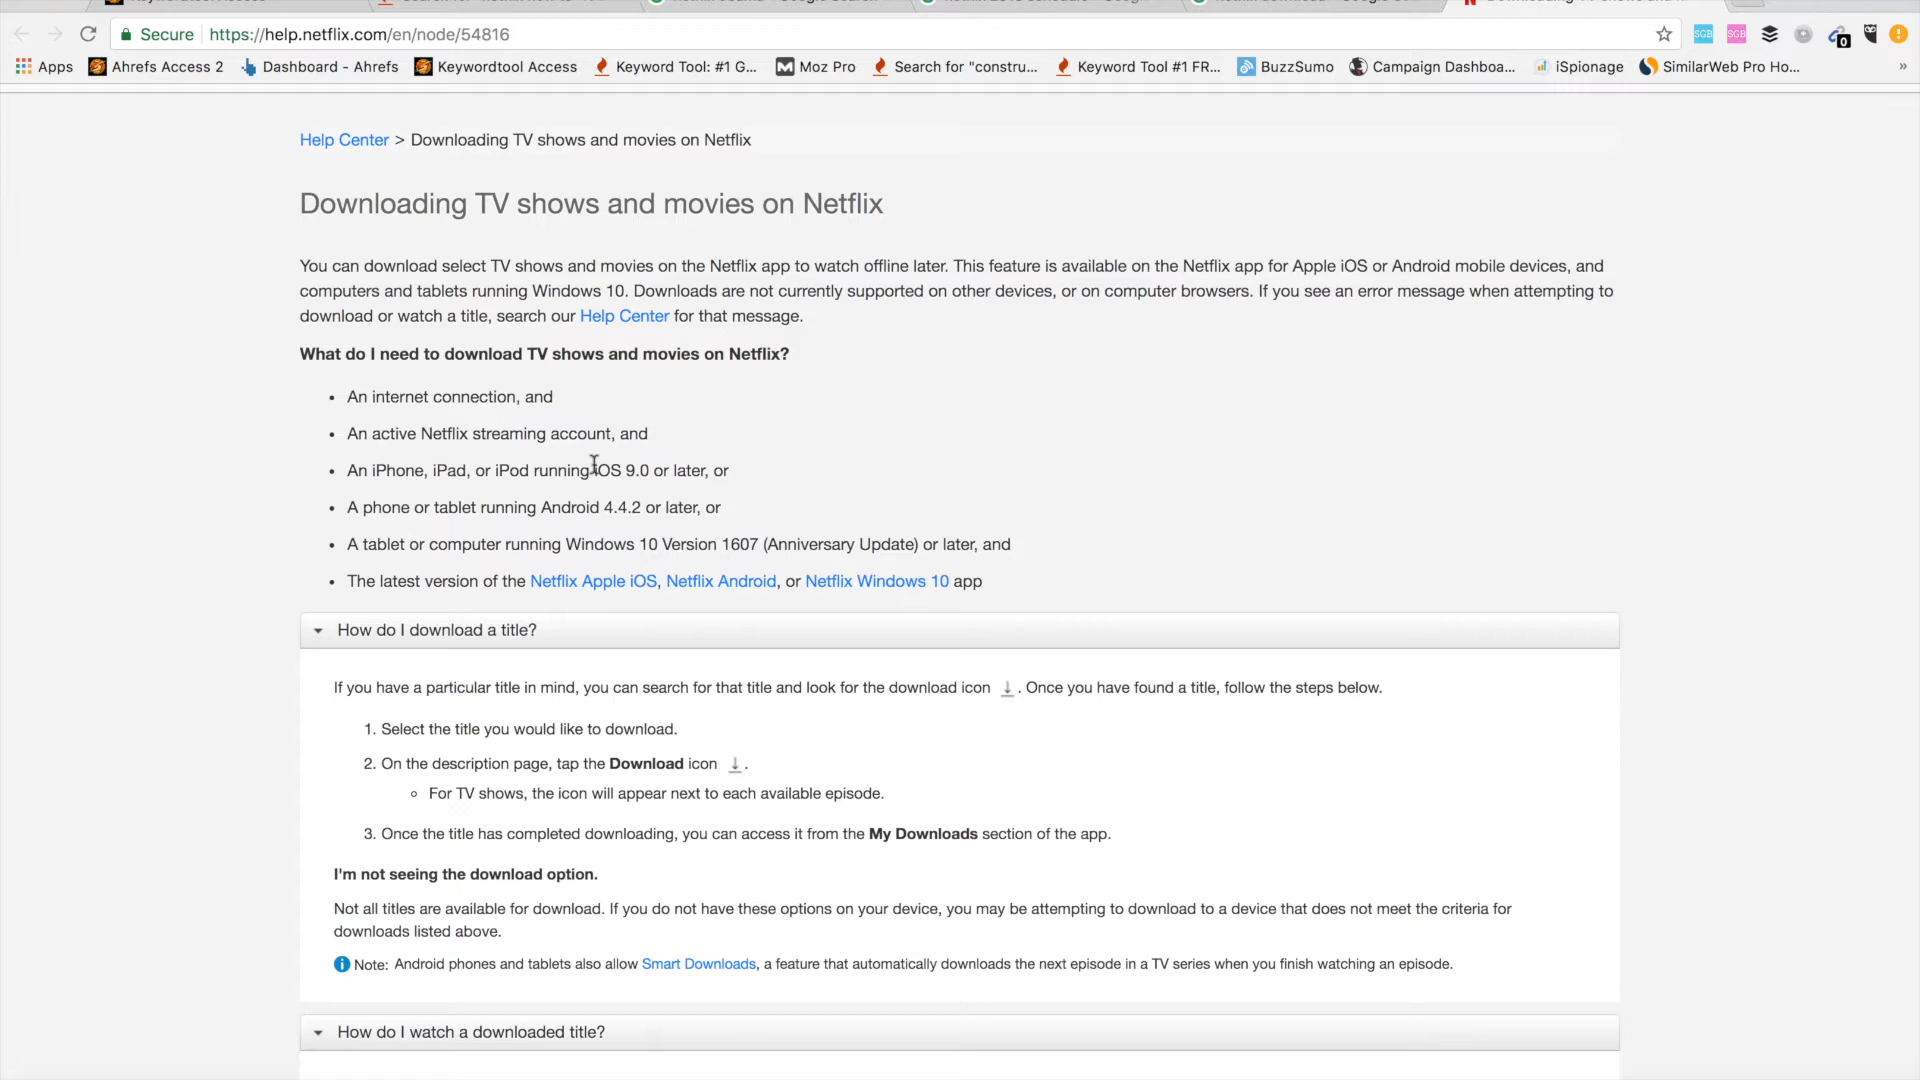 Secure https://help.netflix.com/en/node/54816
SGB SGB 0
Apps Ahrefs Access 2 Dashboard - Ahrefs Keywordtool Access Keyword Tool: #1 G... Moz Pro Search for "constru... Keyword Tool #1 FR... BuzzSumo Campaign Dashboa... iSpionage SimilarWeb Pro Ho... »
Help Center > Downloading TV shows and movies on Netflix
Downloading TV shows and movies on Netflix
You can download select TV shows and movies on the Netflix app to watch offline later. This feature is available on the Netflix app for Apple iOS or Android mobile devices, and
computers and tablets running Windows 10. Downloads are not currently supported on other devices, or on computer browsers. If you see an error message when attempting to
download or watch a title, search our Help Center for that message.
What do I need to download TV shows and movies on Netflix?
• An internet connection, and
• An active Netflix streaming account, and
• An iPhone, iPad, or iPod running iOS 9.0 or later, or
• A phone or tablet running Android 4.4.2 or later, or
• A tablet or computer running Windows 10 Version 1607 (Anniversary Update) or later, and
• The latest version of the Netflix Apple iOS, Netflix Android, or Netflix Windows 10 app
How do I download a title?
If you have a particular title in mind, you can search for that title and look for the download icon . Once you have found a title, follow the steps below.
1. Select the title you would like to download.
2. On the description page, tap the Download icon .
For TV shows, the icon will appear next to each available episode.
3. Once the title has completed downloading, you can access it from the My Downloads section of the app.
I'm not seeing the download option.
Not all titles are available for download. If you do not have these options on your device, you may be attempting to download to a device that does not meet the criteria for
downloads listed above.
Note: Android phones and tablets also allow Smart Downloads, a feature that automatically downloads the next episode in a TV series when you finish watching an episode.
How do I watch a downloaded title?